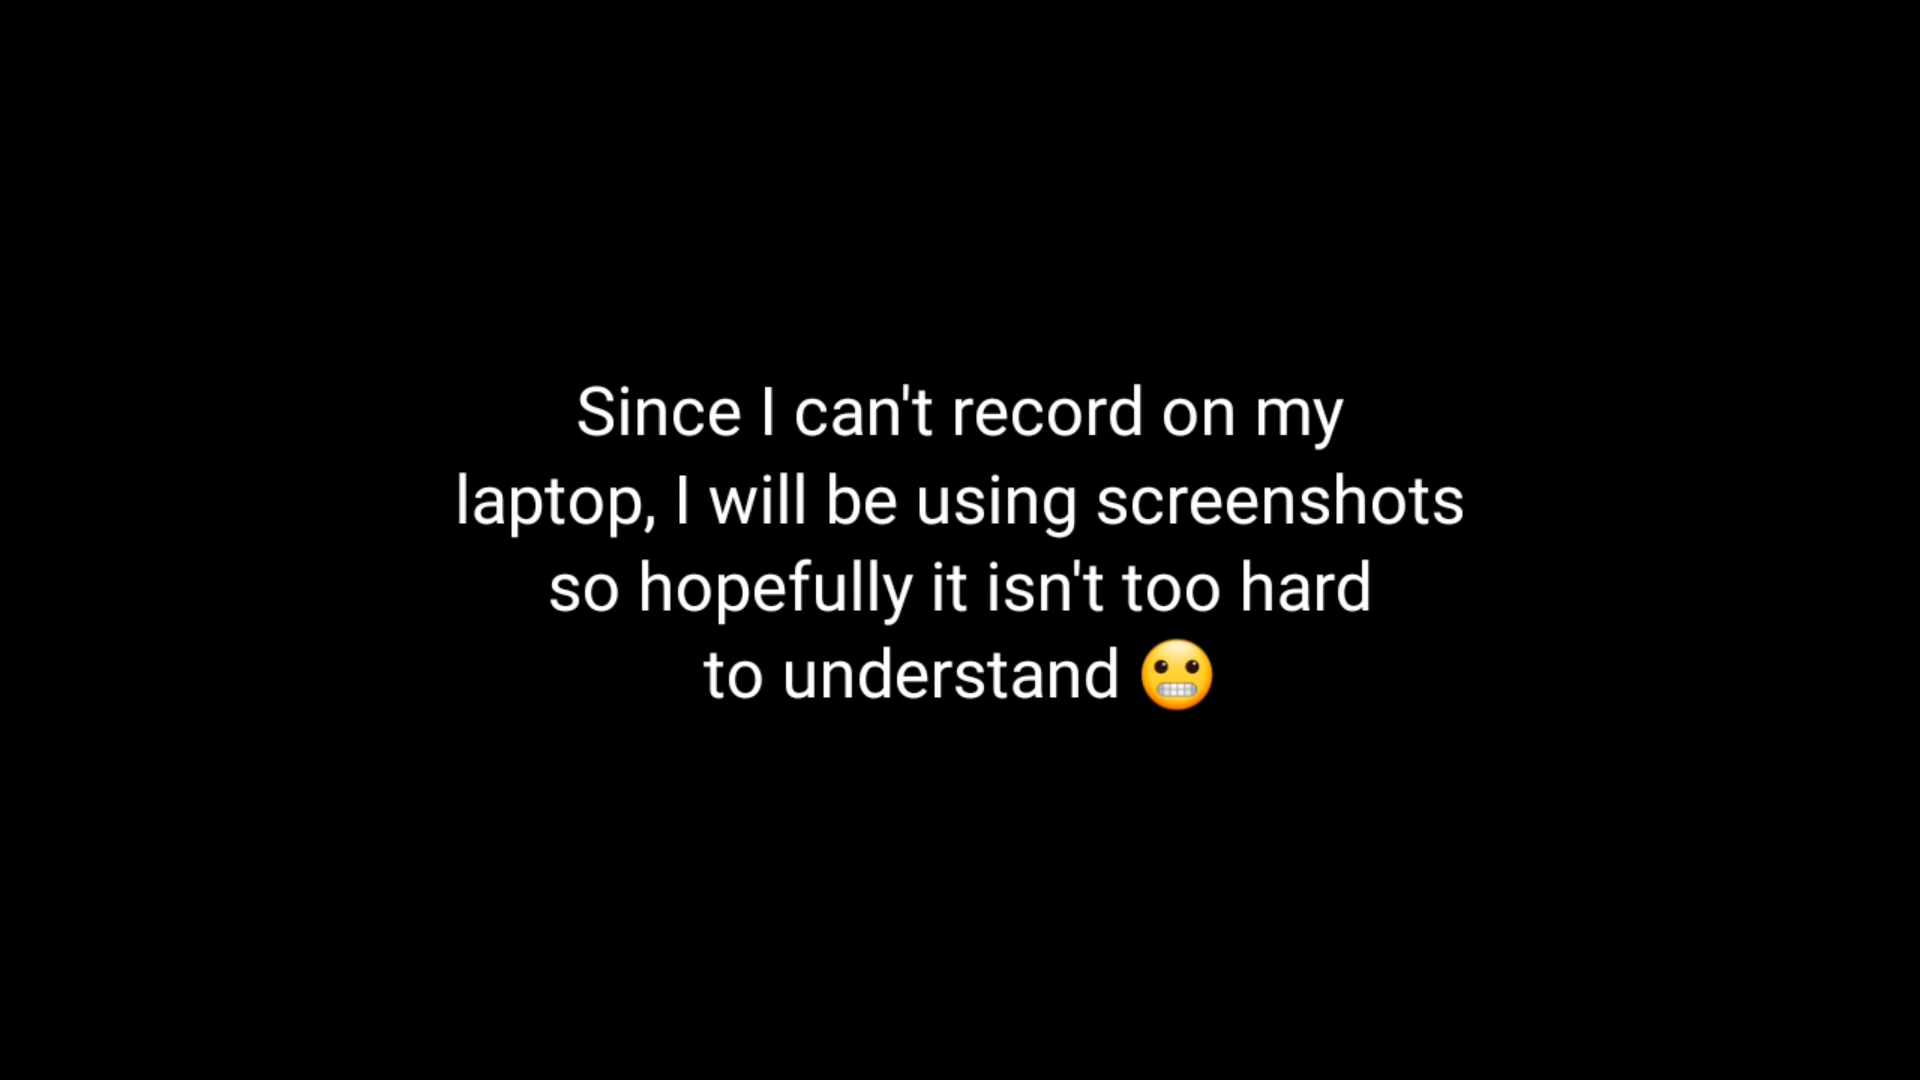 Since I can't record on my
laptop, I will be using screenshots
so hopefully it isn't too hard
to understand 😬